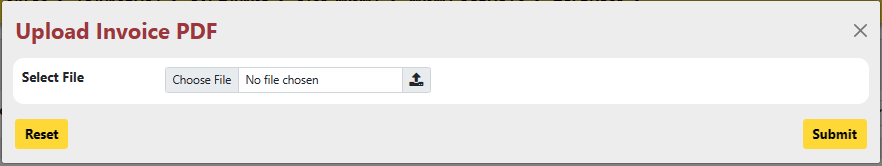 Upload Invoice PDF
Select File
Choose File No file chosen
Reset
Submit